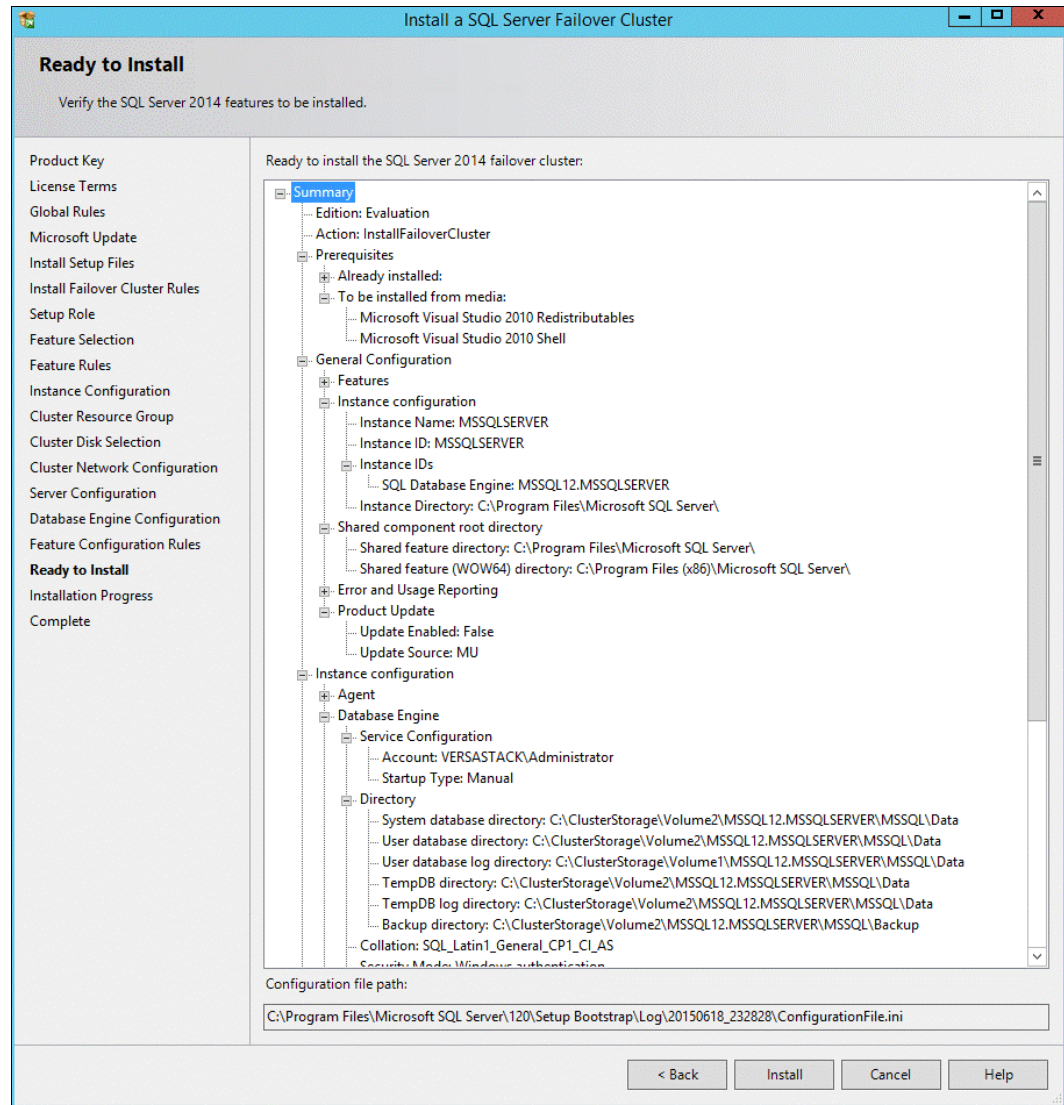 Install a SQL Server Failover Cluster
Ready to Install
Verify the SQL Server 2014 features to be installed.
Product Key
License Terms
Global Rules
Microsoft Update
Install Setup Files
Install Failover Cluster Rules
Setup Role
Feature Selection
Feature Rules
Instance Configuration
Cluster Resource Group
Cluster Disk Selection
Cluster Network Configuration
Server Configuration
Database Engine Configuration
Feature Configuration Rules
Ready to Install
Installation Progress
Complete
Ready to install the SQL Server 2014 failover cluster:
Summary
Edition: Evaluation
Action: InstallFailoverCluster
Prerequisites
Already installed:
To be installed from media:
Microsoft Visual Studio 2010 Redistributables
Microsoft Visual Studio 2010 Shell
General Configuration
Features
Instance configuration
Instance Name: MSSQLSERVER
Instance ID: MSSQLSERVER
Instance IDs
SQL Database Engine: MSSQL12.MSSQLSERVER
Instance Directory: C:\Program Files\Microsoft SQL Server\
Shared component root directory
Shared feature directory: C:\Program Files\Microsoft SQL Server\
Shared feature (WOW64) directory: C:\Program Files (x86)\Microsoft SQL Server\
Error and Usage Reporting
Product Update
Update Enabled: False
Update Source: MU
Instance configuration
Agent
Database Engine
Service Configuration
Account: VERSASTACK\Administrator
Startup Type: Manual
Directory
System database directory: C:\ClusterStorage\Volume2\MSSQL12.MSSQLSERVER\MSSQL\Data
User database directory: C:\ClusterStorage\Volume2\MSSQL12.MSSQLSERVER\MSSQL\Data
User database log directory: C:\ClusterStorage\Volume1\MSSQL12.MSSQLSERVER\MSSQL\Data
TempDB directory: C:\ClusterStorage\Volume2\MSSQL12.MSSQLSERVER\MSSQL\Data
TempDB log directory: C:\ClusterStorage\Volume2\MSSQL12.MSSQLSERVER\MSSQL\Data
Backup directory: C:\ClusterStorage\Volume2\MSSQL12.MSSQLSERVER\MSSQL\Backup
Collation: SQL_Latin1_General_CP1_CI_AS
Security Mode: Windows authentication
Configuration file path:
C:\Program Files\Microsoft SQL Server\120\Setup Bootstrap\Log\20150618_232828\ConfigurationFile.ini
< Back
Install
Cancel
Help